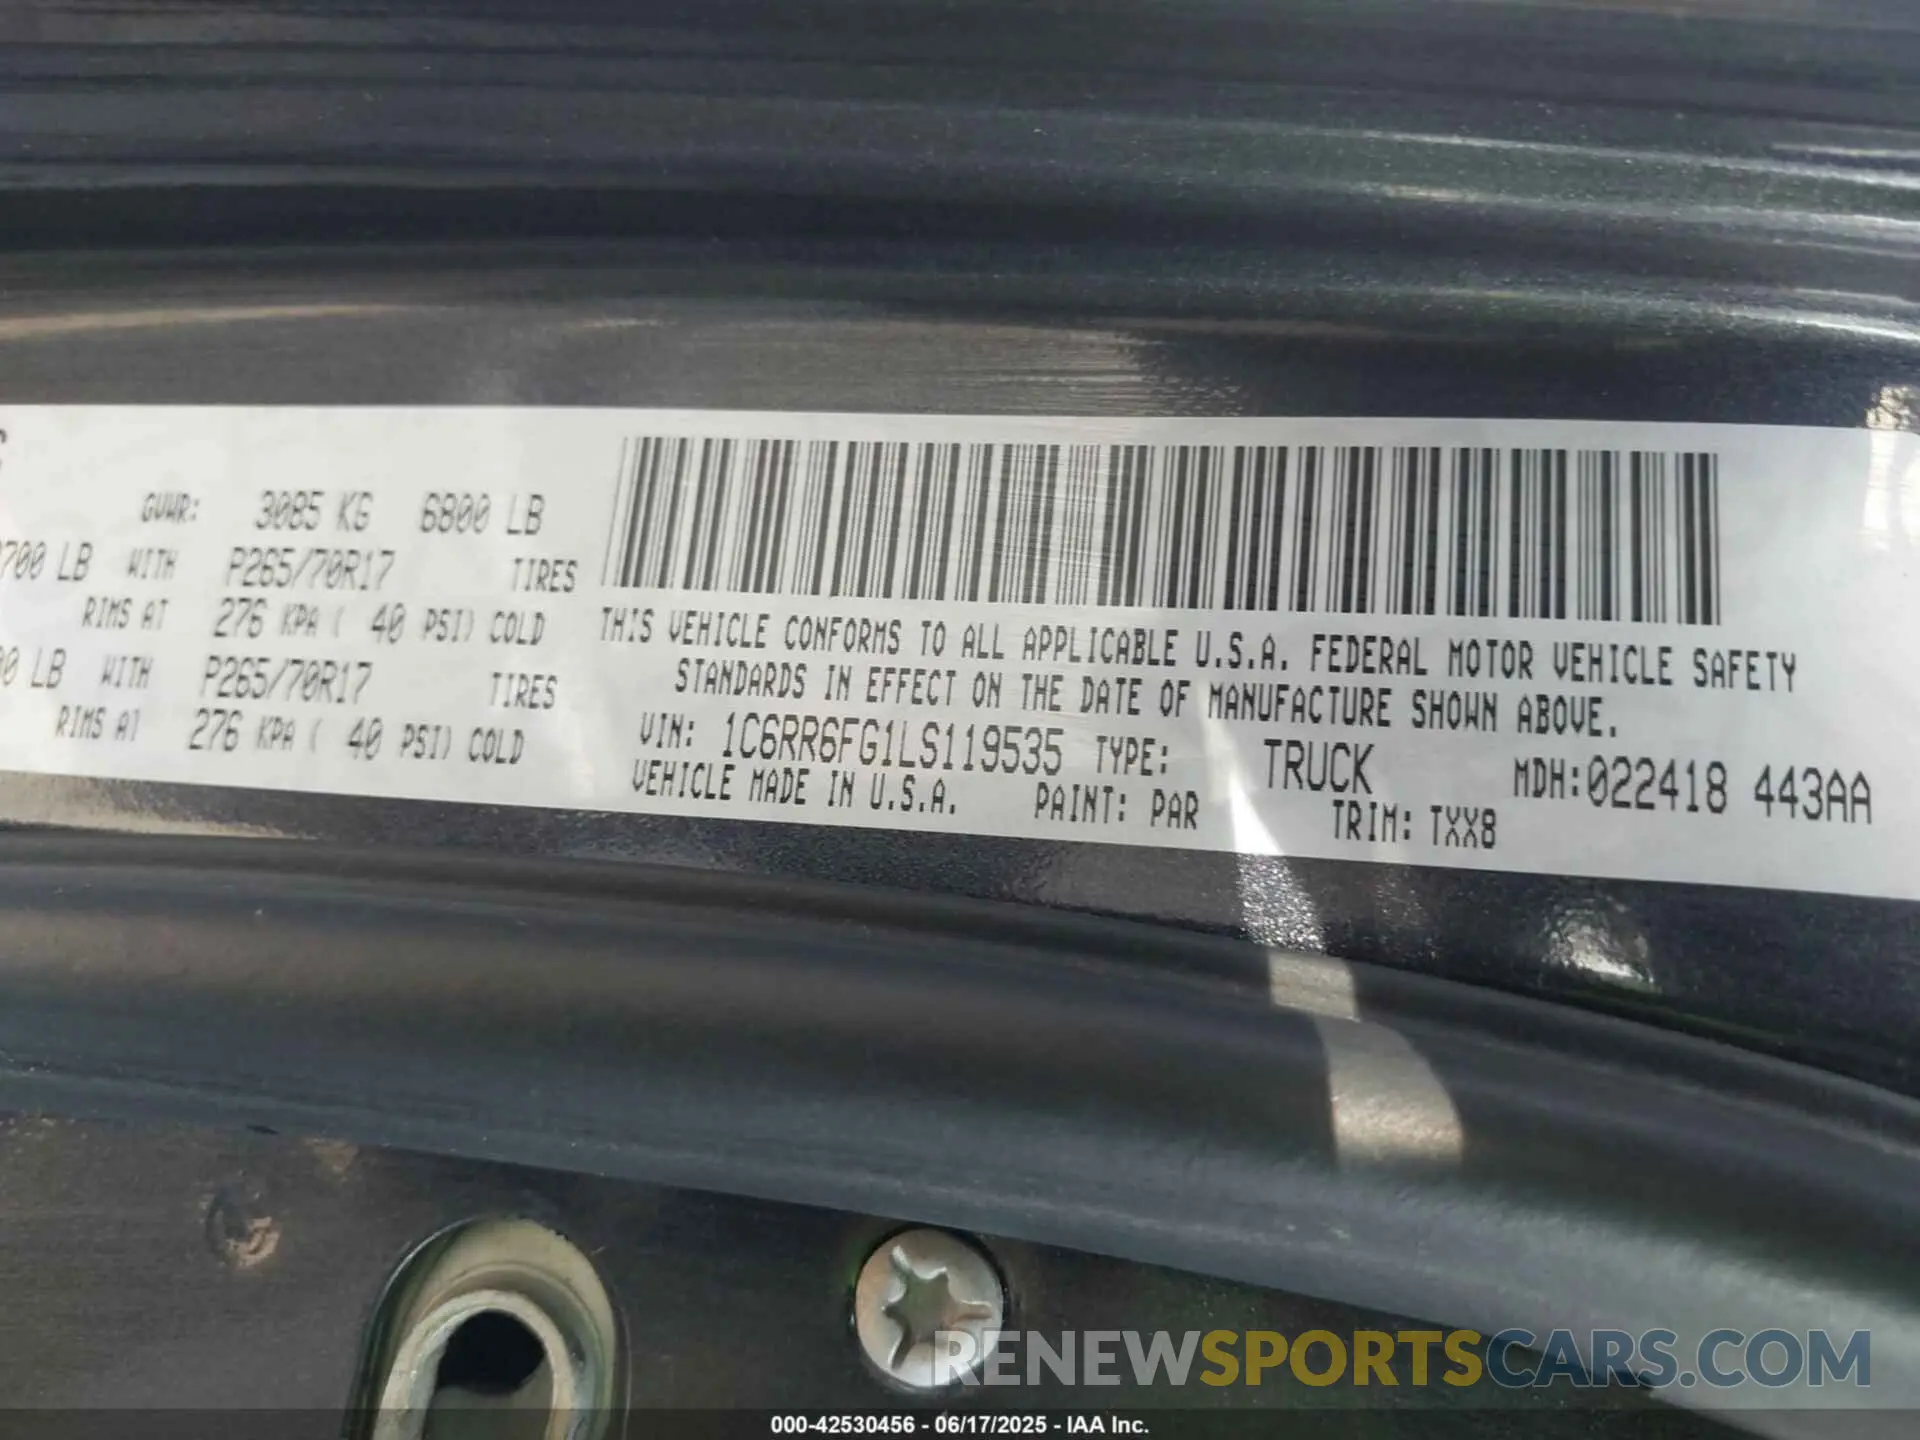 GVWR: 3085 KG 6800 LB
700 LB WITH P265/70R17 TIRES
RIMS AT 276 KPA ( 40 PSI) COLD
00 LB WITH P265/70R17 TIRES
RIMS AT 276 KPA ( 40 PSI) COLD
THIS VEHICLE CONFORMS TO ALL APPLICABLE U.S.A. FEDERAL MOTOR VEHICLE SAFETY
STANDARDS IN EFFECT ON THE DATE OF MANUFACTURE SHOWN ABOVE.
VIN: 1C6RR6FG1LS119535 TYPE: TRUCK MDH:022418 443AA
VEHICLE MADE IN U.S.A. PAINT: PAR TRIM: TXX8
RENEWSPORTSCARS.COM
000-42530456 - 06/17/2025 - IAA Inc.